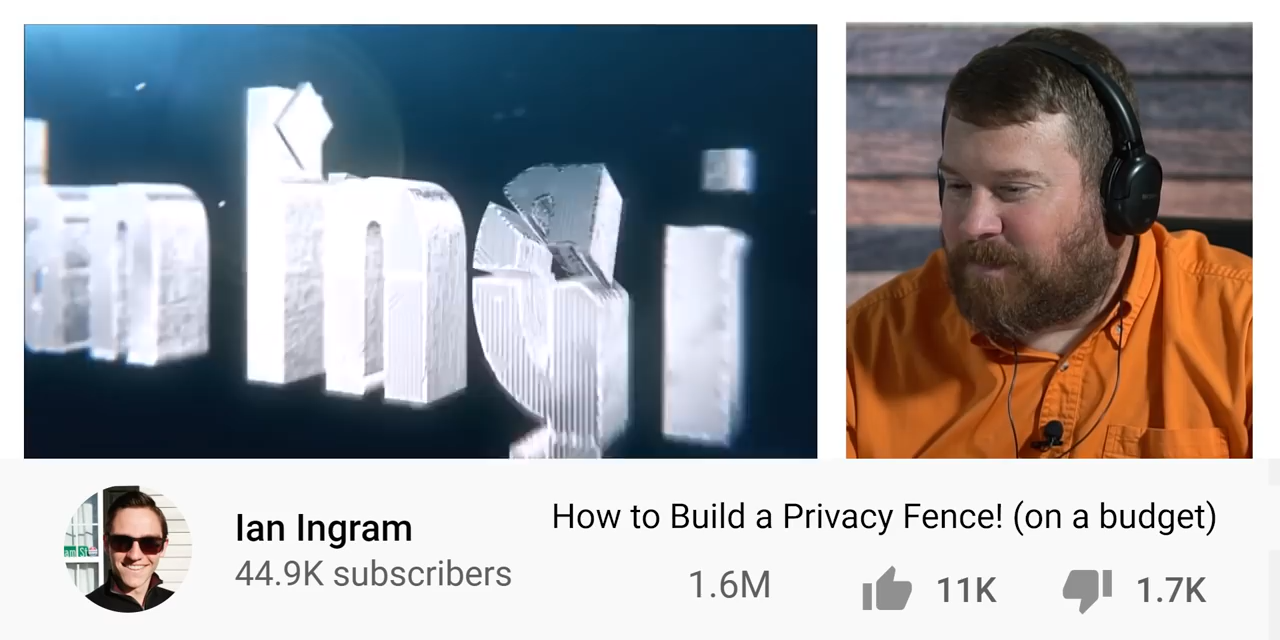 Ian Ingram
44.9K subscribers
How to Build a Privacy Fence! (on a budget)
1.6M
11K
1.7K